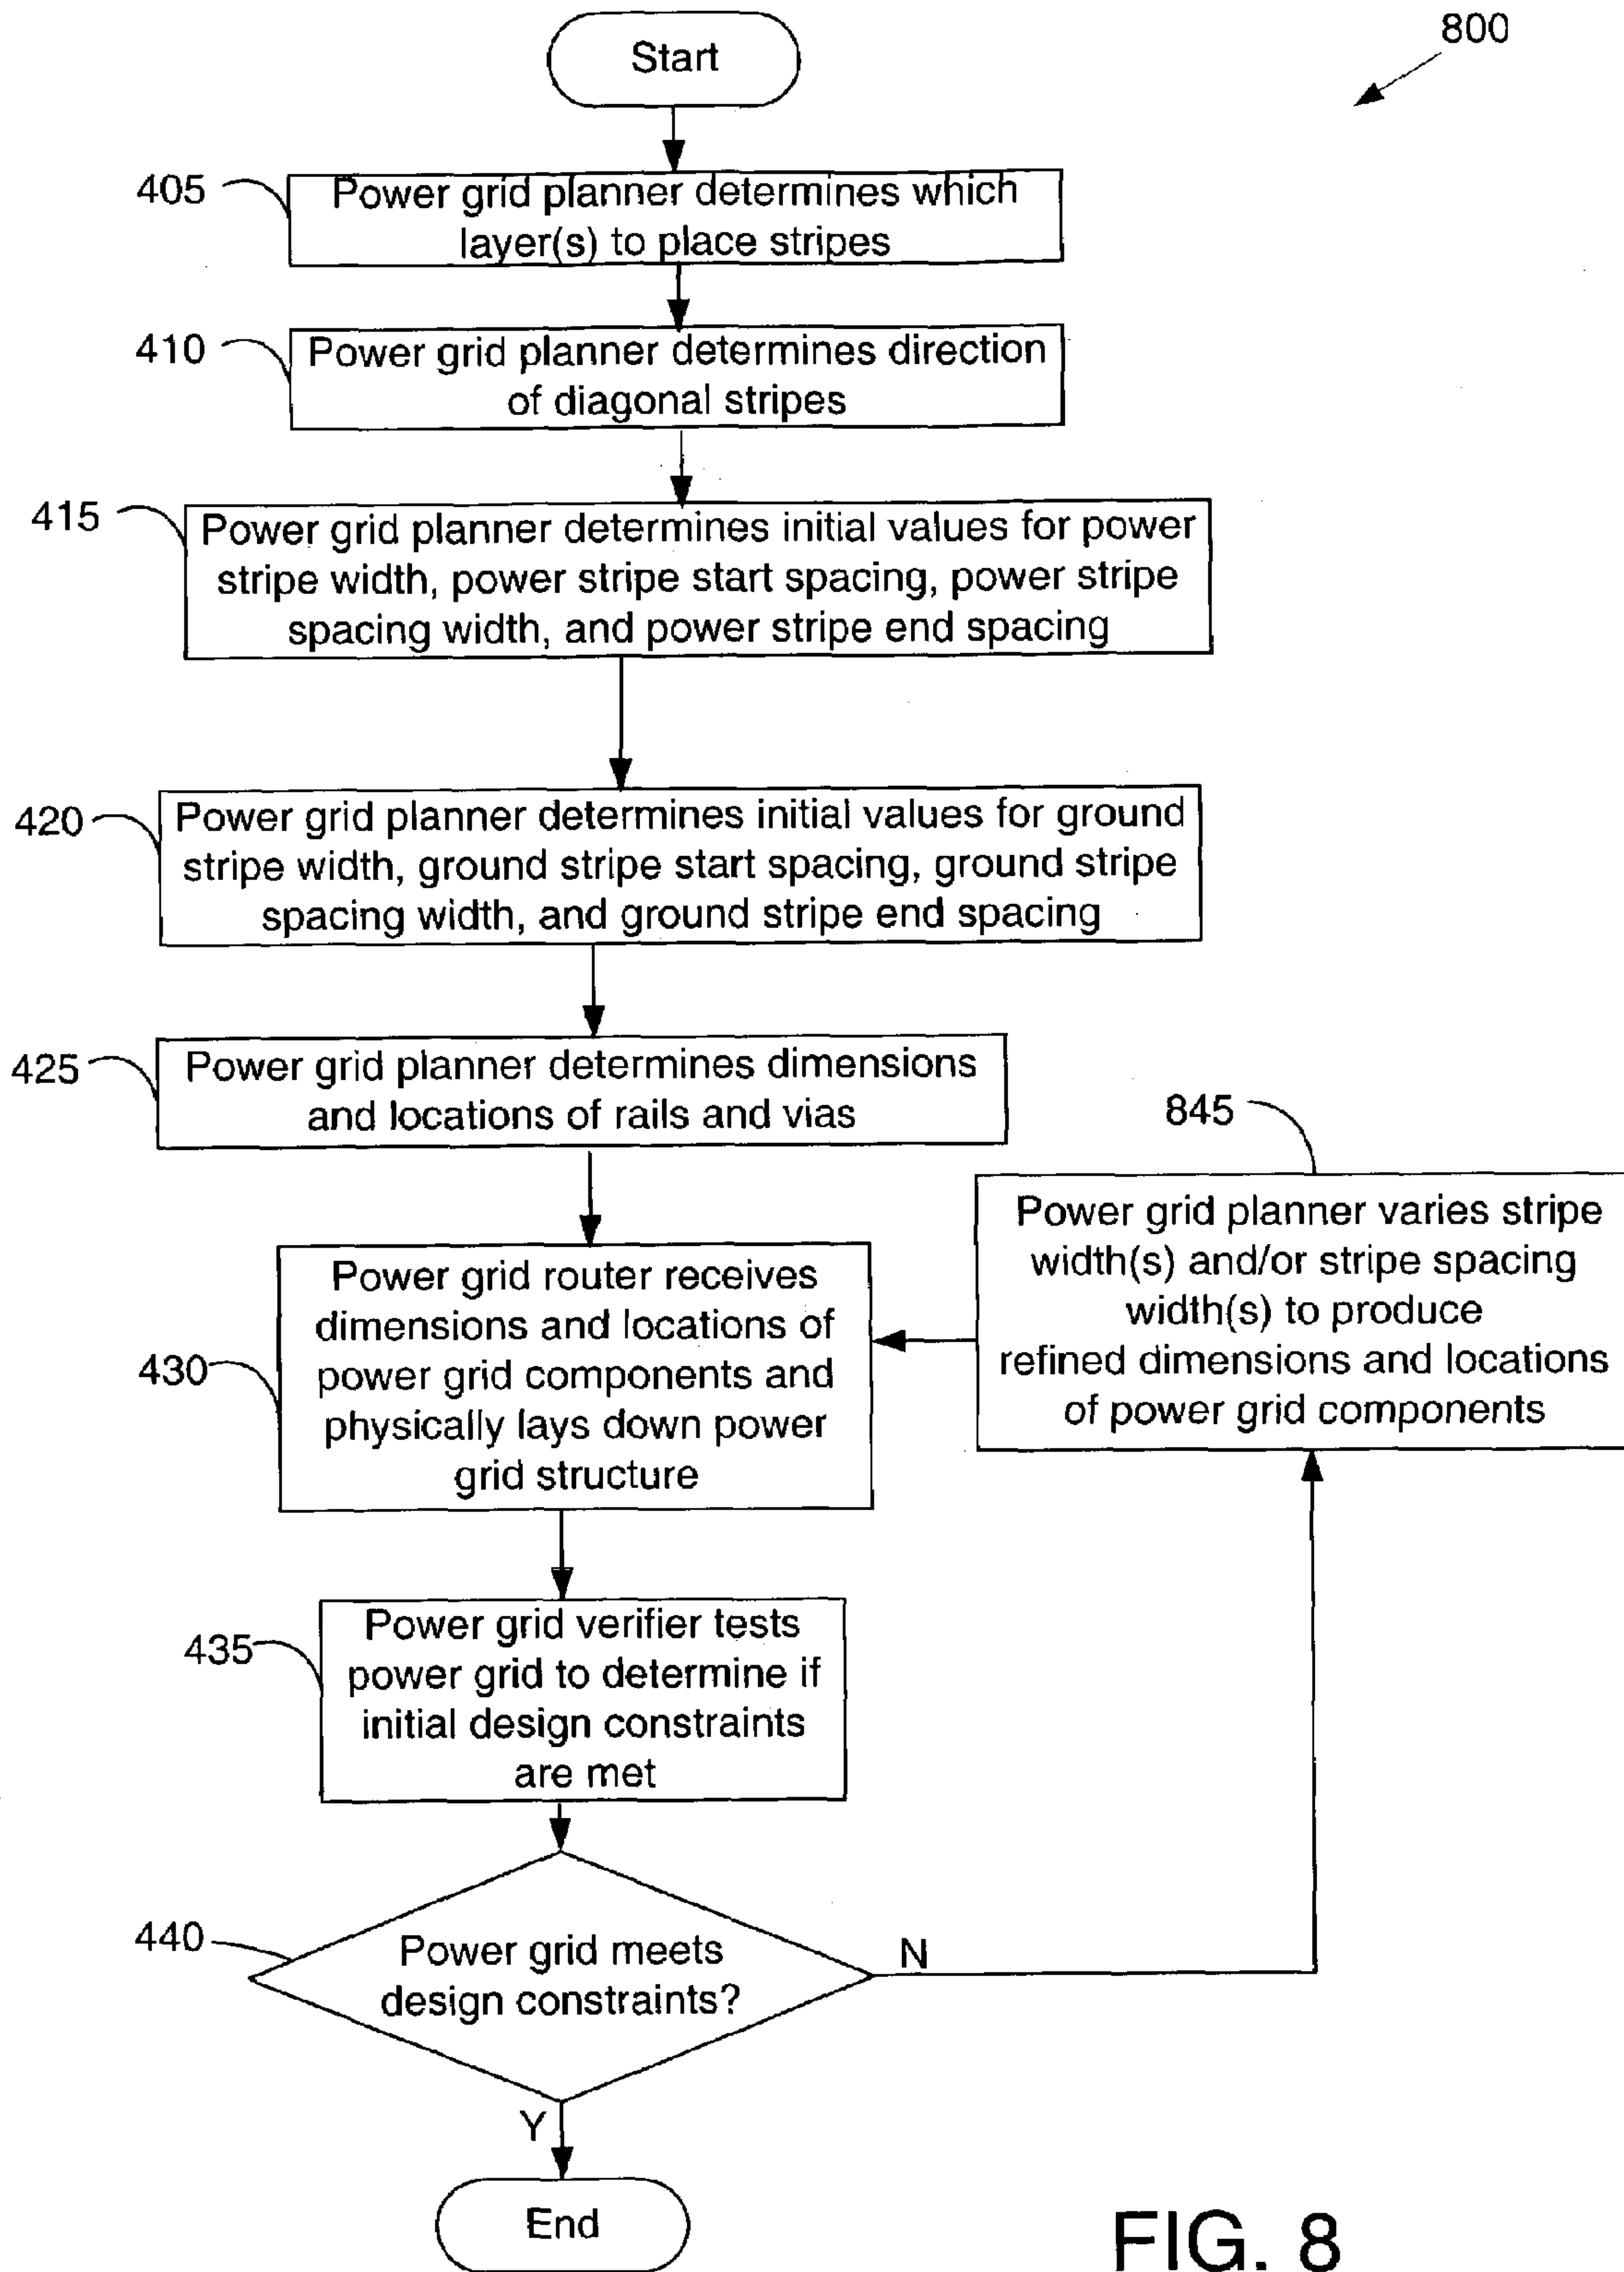 800
Start
405
Power grid planner determines which
layer(s) to place stripes
410
Power grid planner determines direction
of diagonal stripes
415
Power grid planner determines initial values for power
stripe width, power stripe start spacing, power stripe
spacing width, and power stripe end spacing
420
Power grid planner determines initial values for ground
stripe width, ground stripe start spacing, ground stripe
spacing width, and ground stripe end spacing
425
Power grid planner determines dimensions
and locations of rails and vias
845
Power grid planner varies stripe
width(s) and/or stripe spacing
width(s) to produce
refined dimensions and locations
of power grid components
430
Power grid router receives
dimensions and locations of
power grid components and
physically lays down power
grid structure
435
Power grid verifier tests
power grid to determine if
initial design constraints
are met
440
Power grid meets
design constraints?
N
Y
End
FIG. 8